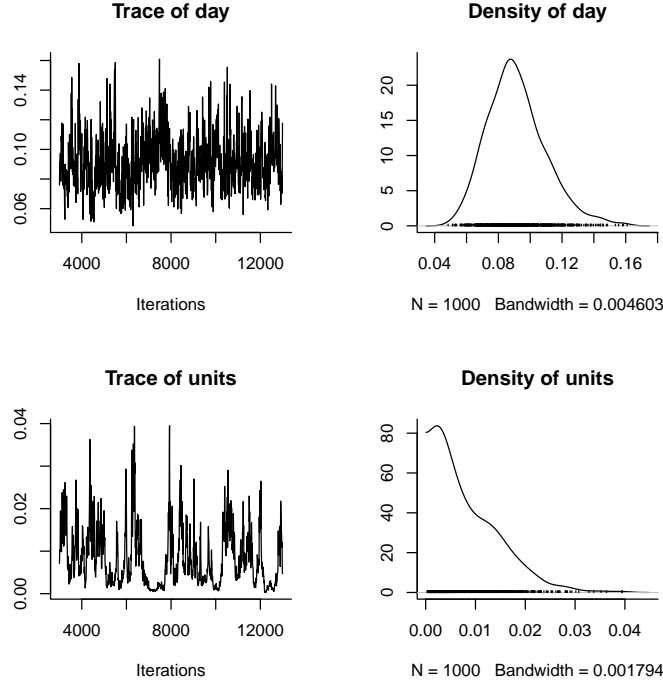 Trace of day
0.06 0.10 0.14
4000 8000 12000
Iterations
Density of day
0 5 10 15 20
0.04 0.08 0.12 0.16
N = 1000 Bandwidth = 0.004603
Trace of units
0.00 0.02 0.04
4000 8000 12000
Iterations
Density of units
0 20 40 60 80
0.00 0.01 0.02 0.03 0.04
N = 1000 Bandwidth = 0.001794